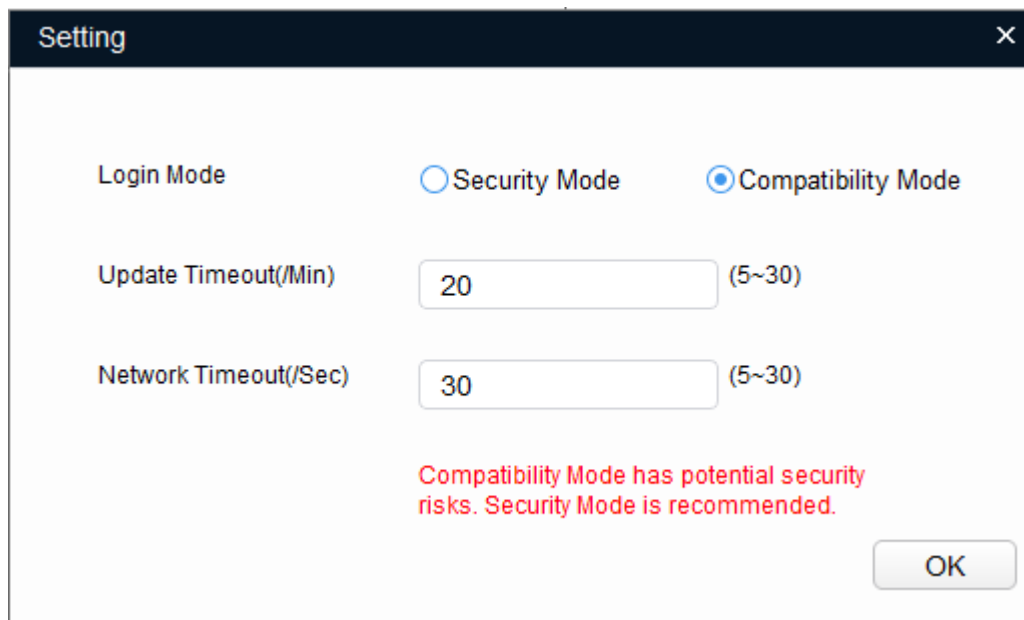 Setting
Login Mode Security Mode Compatibility Mode
Update Timeout(/Min) 20 (5~30)
Network Timeout(/Sec) 30 (5~30)
Compatibility Mode has potential security
risks. Security Mode is recommended.
OK